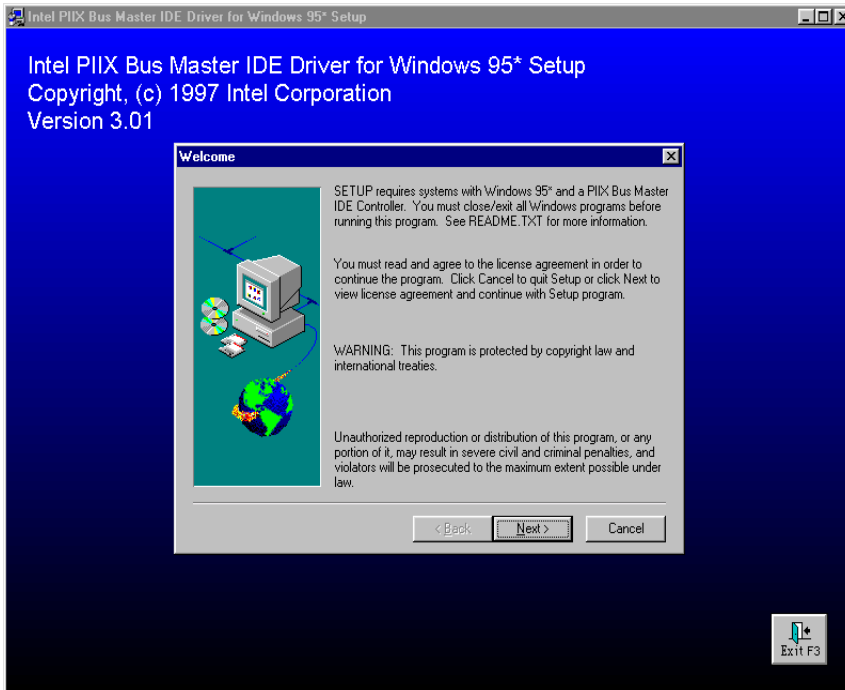 Intel PIIX Bus Master IDE Driver for Windows 95* Setup
Intel PIIX Bus Master IDE Driver for Windows 95* Setup
Copyright, (c) 1997 Intel Corporation
Version 3.01
Welcome
SETUP requires systems with Windows 95* and a PIIX Bus Master
IDE Controller.  You must close/exit all Windows programs before
running this program.  See README.TXT for more information.
You must read and agree to the license agreement in order to
continue the program.  Click Cancel to quit Setup or click Next to
view license agreement and continue with Setup program.
WARNING:  This program is protected by copyright law and
international treaties.
Unauthorized reproduction or distribution of this program, or any
portion of it, may result in severe civil and criminal penalties, and
violators will be prosecuted to the maximum extent possible under
law.
< Back
Next >
Cancel
Exit F3